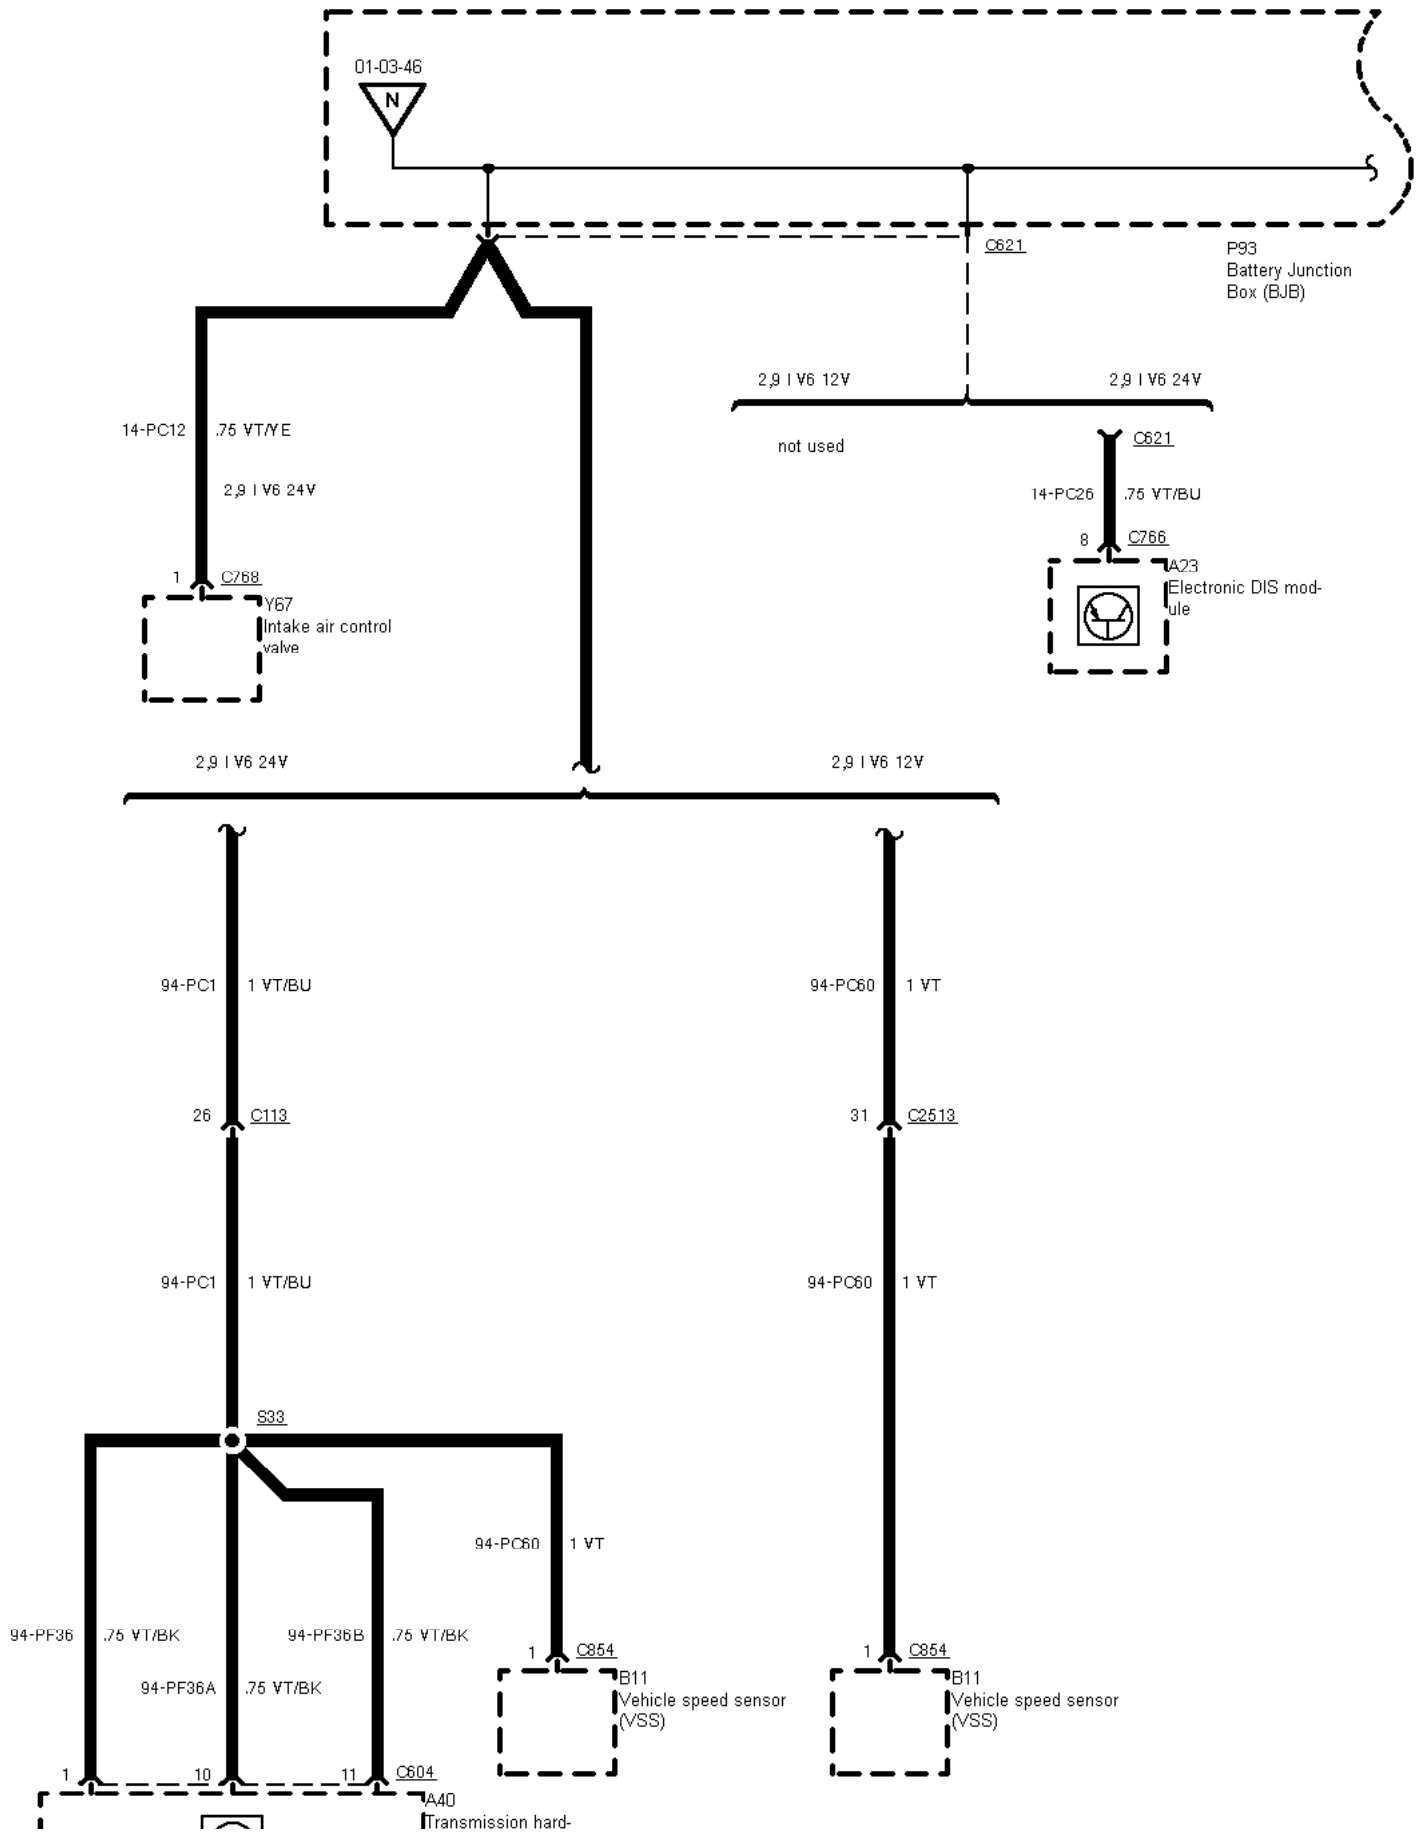 01-03-46
N
C621
P93
Battery Junction
Box (BJB)
2,9 l V6 12V
2,9 l V6 24V
14-PC12
.75 VT/YE
not used
C621
2,9 l V6 24V
14-PC26
.75 VT/BU
8
C766
A23
Electronic DIS mod-
ule
1
C768
Y67
Intake air control
valve
2,9 l V6 24V
2,9 l V6 12V
94-PC1
1 VT/BU
94-PC60
1 VT
26
C113
31
C2513
94-PC1
1 VT/BU
94-PC60
1 VT
S33
94-PC60
1 VT
94-PF36
.75 VT/BK
94-PF36B
.75 VT/BK
94-PF36A
.75 VT/BK
1
C854
B11
Vehicle speed sensor
(VSS)
1
C854
B11
Vehicle speed sensor
(VSS)
1
10
11
C604
A40
Transmission hard-